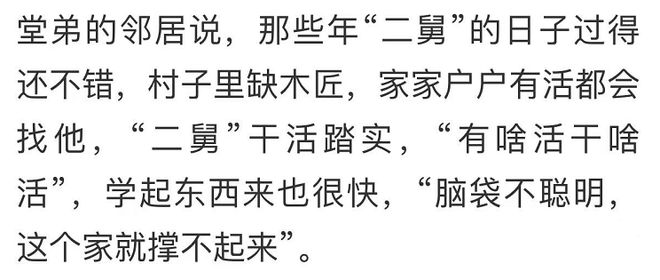 堂弟的邻居说，那些年“二舅”的日子过得
还不错，村子里缺木匠，家家户户有活都会
找他，“二舅”干活踏实，“有啥活干啥
活”，学起东西来也很快，“脑袋不聪明，
这个家就撑不起来”。